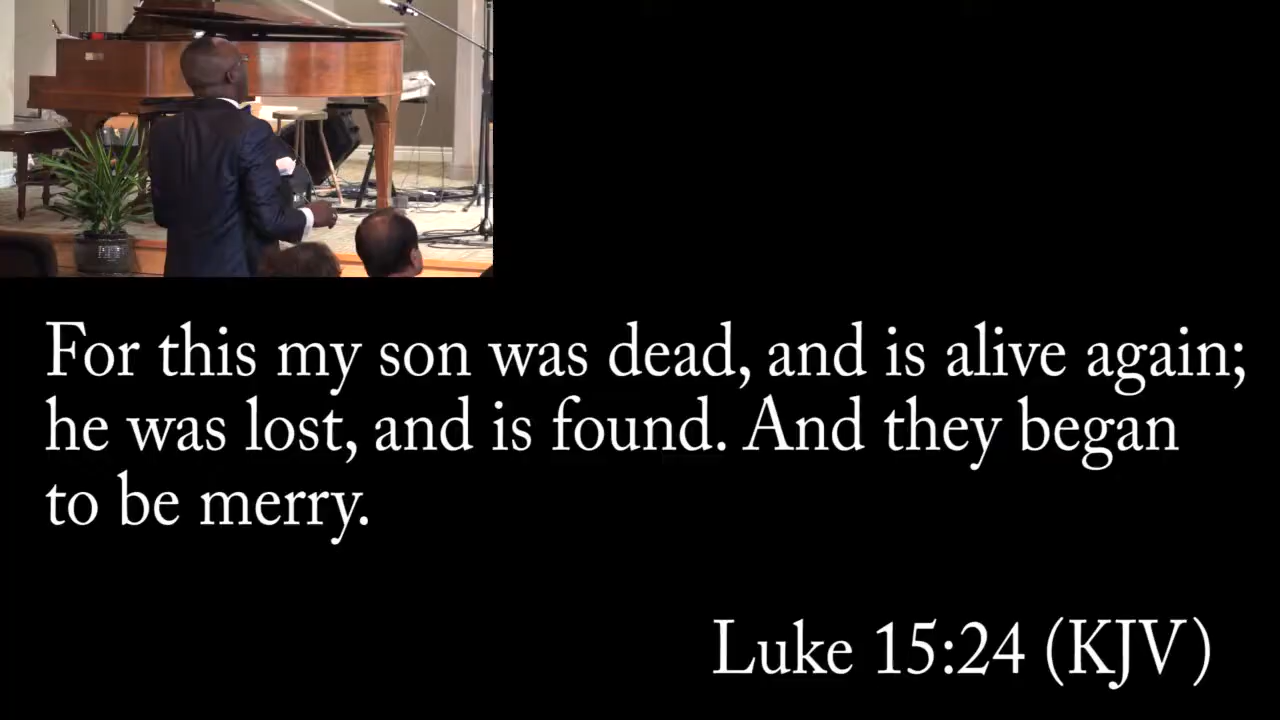 For this my son was dead, and is alive again;
he was lost, and is found. And they began
to be merry.
Luke 15:24 (KJV)